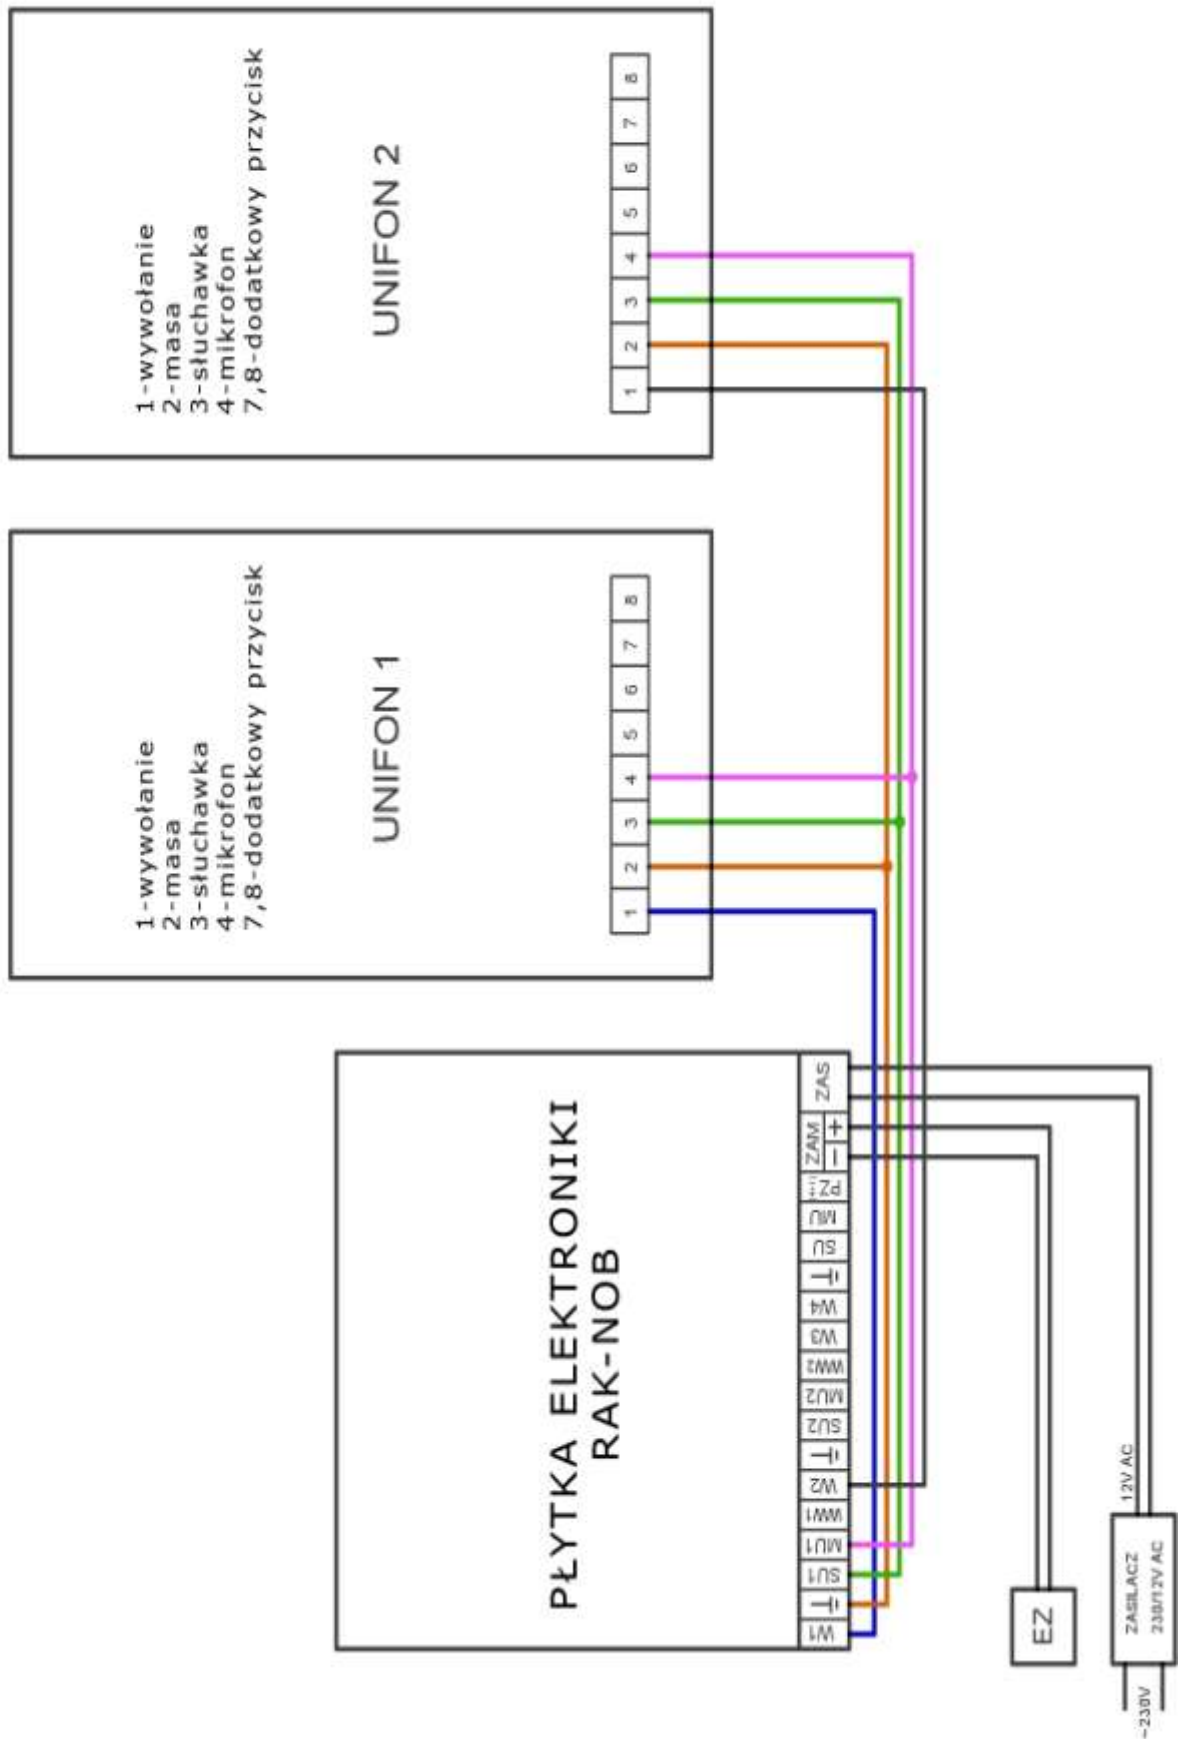 PŁYTKA ELEKTRONIKI
RAK-NOB
W1
SU1
MU1
WW1
W2
SU2
MU2
WW2
W3
W4
SU
MU
PZ
ZAM
- +
ZAS
1-wywołanie
2-masa
3-słuchawka
4-mikrofon
7,8-dodatkowy przycisk
UNIFON 1
1 2 3 4 5 6 7 8
1-wywołanie
2-masa
3-słuchawka
4-mikrofon
7,8-dodatkowy przycisk
UNIFON 2
1 2 3 4 5 6 7 8
EZ
~230V
ZASILACZ
230/12V AC
12V AC